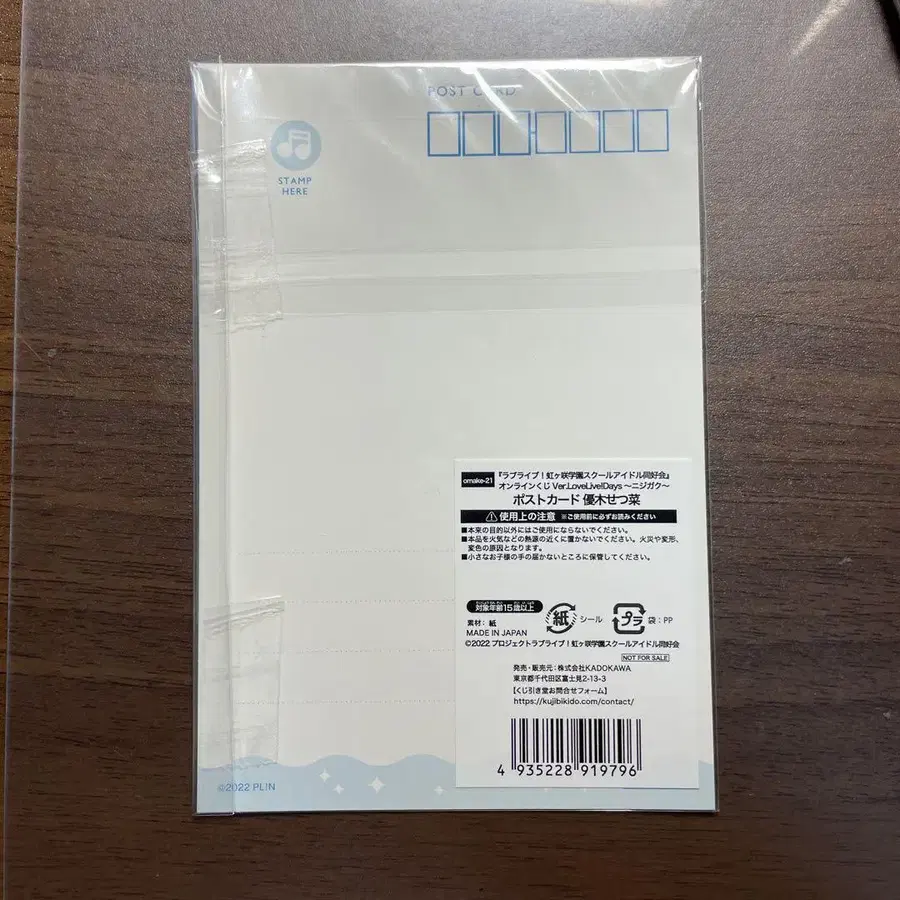 POST CARD
STAMP
HERE
omake-21
『ラブライブ！虹ヶ咲学園スクールアイドル同好会』
オンラインくじ Ver.LoveLive!Days ～ニジガク～
ポストカード 優木せつ菜
使用上の注意 ※ご使用前に必ずお読みください
■本来の目的以外にはご使用にならないでください。
■本品を火気などの熱源の近くに置かないでください。火災や変形、
変色の原因となります。
■小さなお子様の手の届かないところに保管してください。
対象年齢15歳以上
素材：紙
紙 シール
プラ 袋：PP
MADE IN JAPAN
©2022 プロジェクトラブライブ！虹ヶ咲学園スクールアイドル同好会
NOT FOR SALE
発売・販売元：株式会社KADOKAWA
東京都千代田区富士見2-13-3
【くじ引き堂お問合せフォーム】
https://kujibikido.com/contact/
4 935228 919796
©2022 PL!N